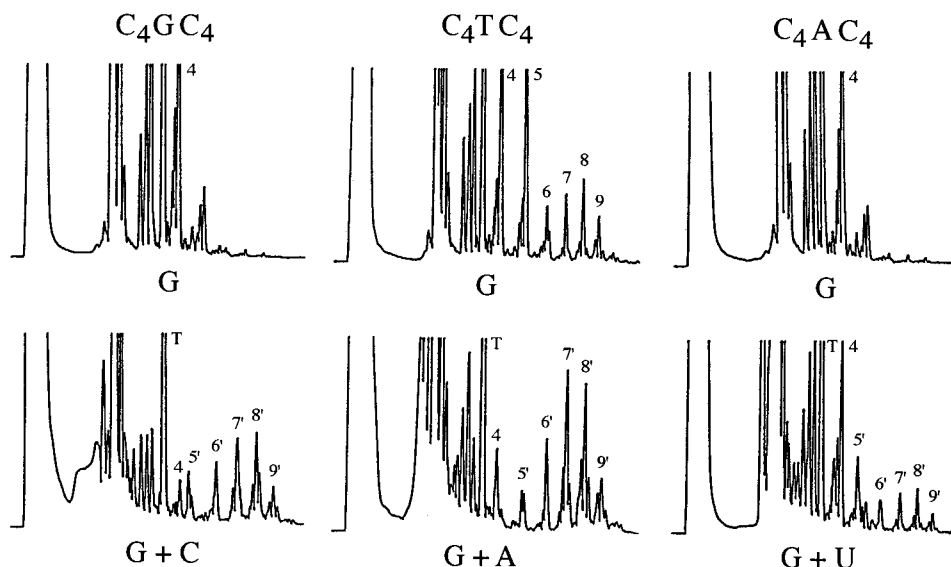 C4GC4 C4TC4 C4AC4
4
4 5
6 7 8 9
4
G G G
T
4 5' 6' 7' 8' 9'
T
4 5' 6' 7' 8' 9'
T 4
5' 6' 7' 8' 9'
G + C G + A G + U